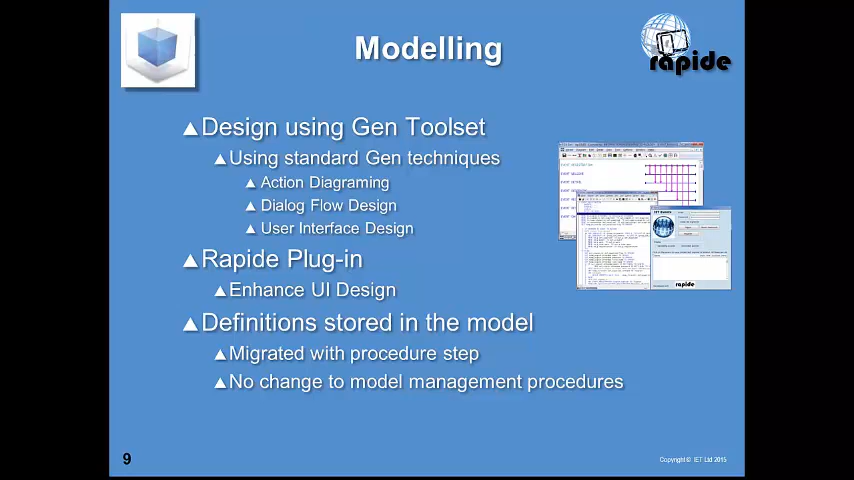 Modelling
rapide
▲Design using Gen Toolset
▲Using standard Gen techniques
▲ Action Diagraming
▲ Dialog Flow Design
▲ User Interface Design
▲Rapide Plug-in
▲Enhance UI Design
rapide
▲Definitions stored in the model
▲Migrated with procedure step
▲No change to model management procedures
9
Copyright © IET Ltd 2015